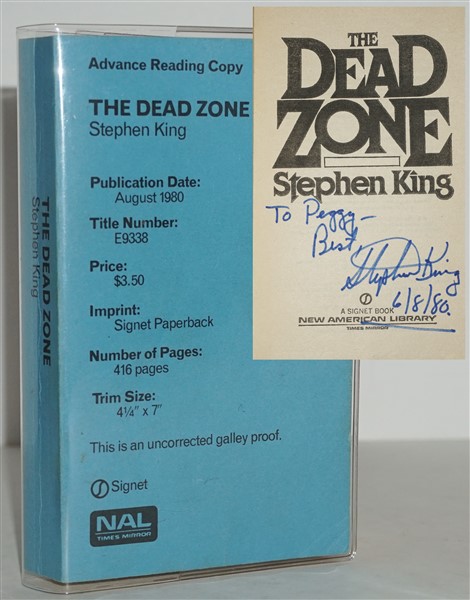 Advance Reading Copy
THE DEAD ZONE
Stephen King
Publication Date:
August 1980
Title Number:
E9338
Price:
$3.50
Imprint:
Signet Paperback
Number of Pages:
416 pages
Trim Size:
4¼" x 7"
This is an uncorrected galley proof.
Signet
NAL
TIMES MIRROR
THE DEAD ZONE
Stephen King
THE
DEAD
ZONE
Stephen King
To Peggy-
Best,
Stephen King
6/8/80.
A SIGNET BOOK
NEW AMERICAN LIBRARY
TIMES MIRROR